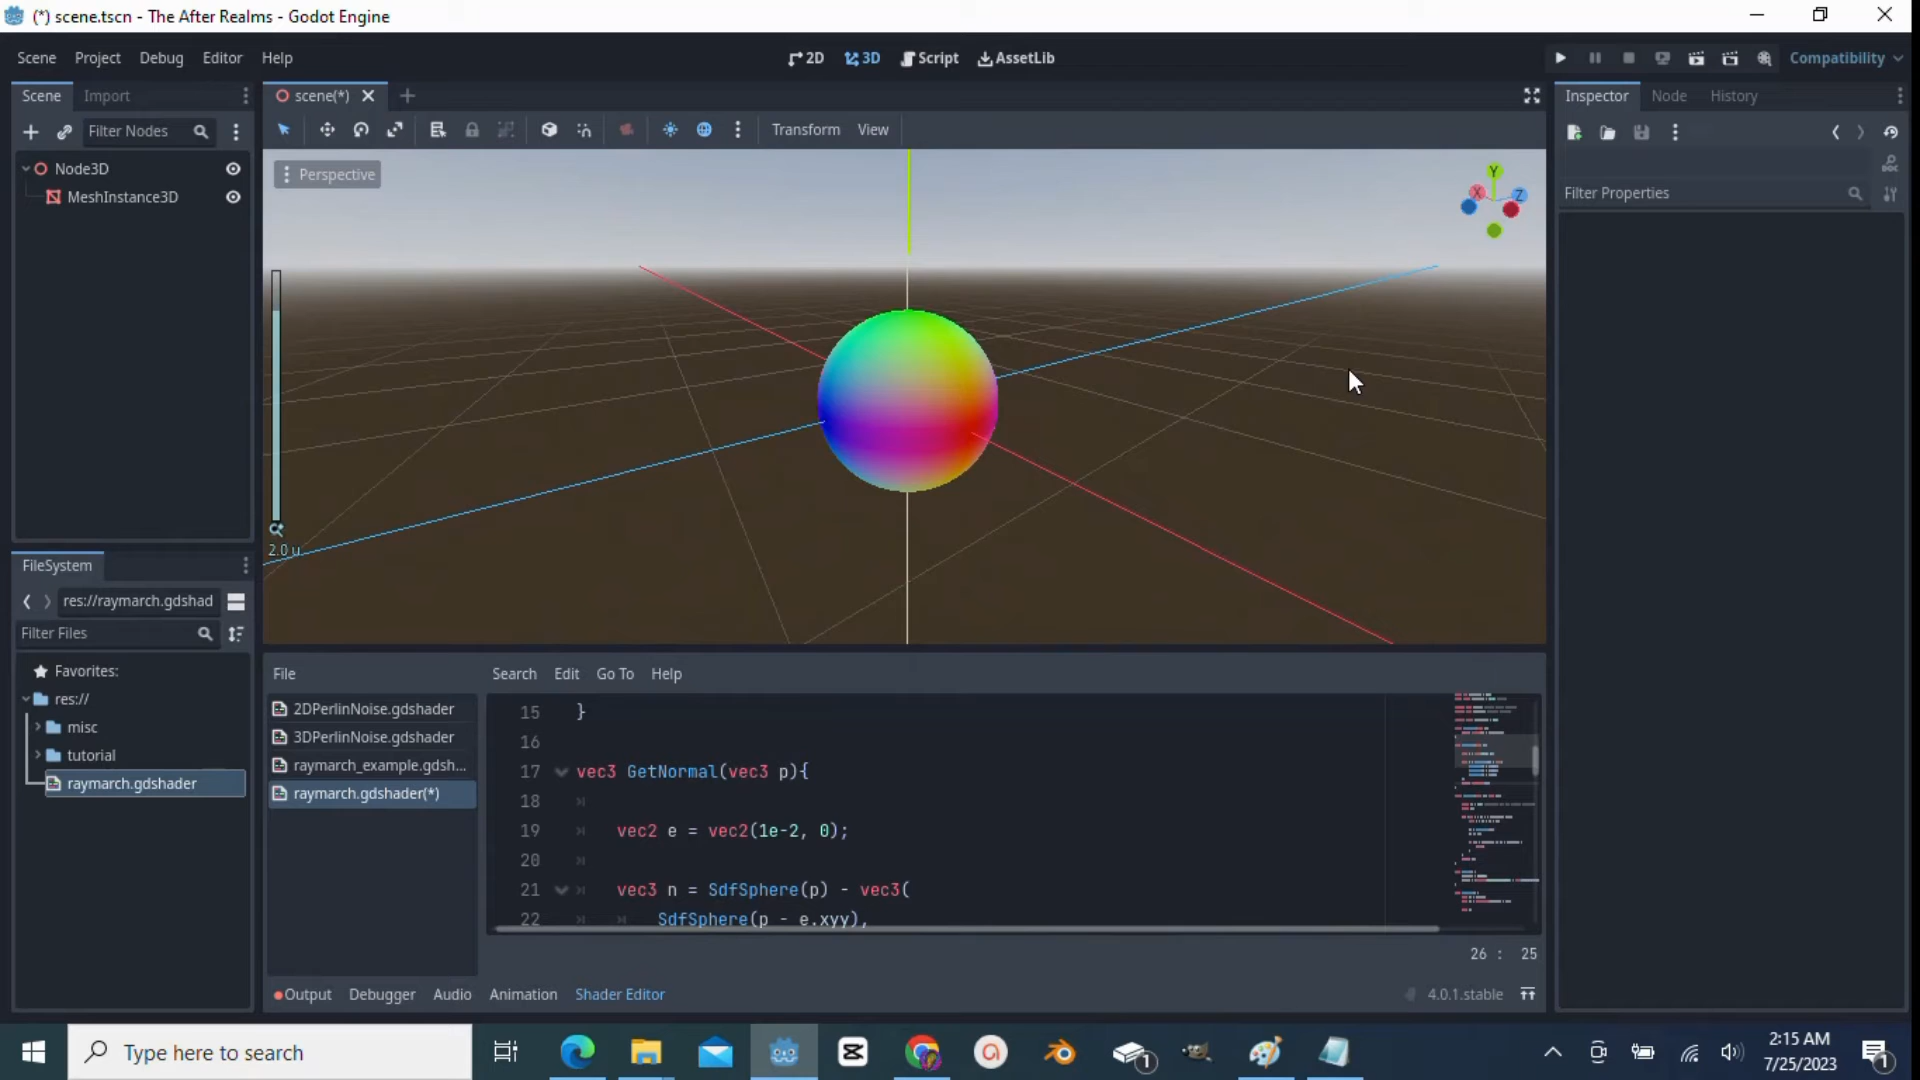 (*) scene.tscn - The After Realms - Godot Engine
Scene Project Debug Editor Help
2D 3D Script AssetLib
Compatibility
Scene Import
scene(*)
Inspector Node History
Filter Nodes
Transform View
Node3D
MeshInstance3D
Perspective
Y
X
Z
Filter Properties
2.0 u
FileSystem
res://raymarch.gdshad
Filter Files
Favorites:
res://
misc
tutorial
raymarch.gdshader
File
Search Edit Go To Help
2DPerlinNoise.gdshader
3DPerlinNoise.gdshader
raymarch_example.gdsh...
raymarch.gdshader(*)
15 }
16
17 vec3 GetNormal(vec3 p){
18
19 vec2 e = vec2(1e-2, 0);
20
21 vec3 n = SdfSphere(p) - vec3(
22 SdfSphere(p - e.xyy),
26 : 25
Output Debugger Audio Animation Shader Editor
4.0.1.stable
Type here to search
1
2:15 AM
7/25/2023
1